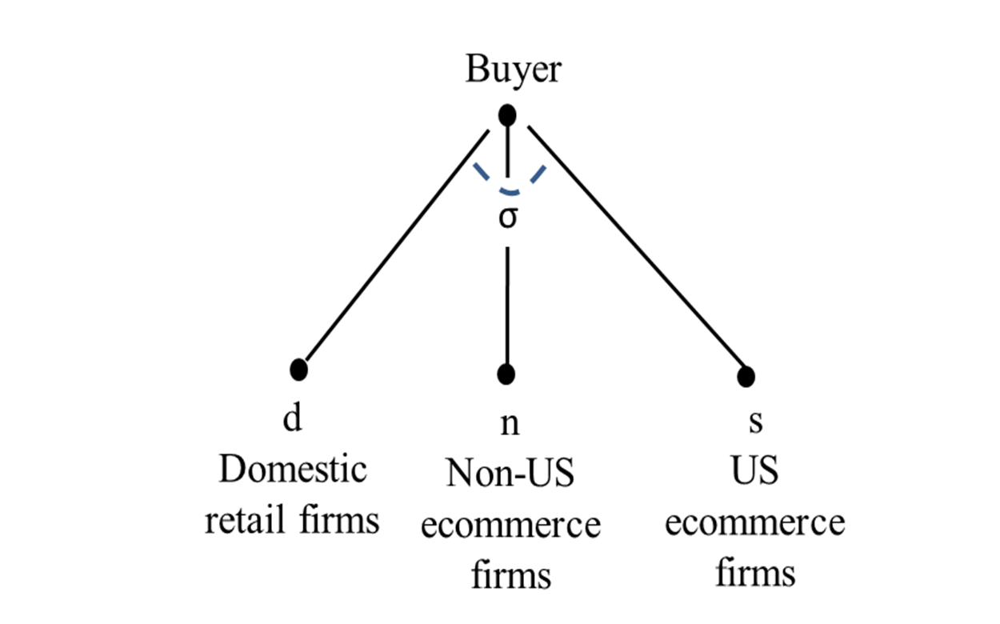 Buyer
σ
d n s
Domestic retail firms
Non-US ecommerce firms
US ecommerce firms